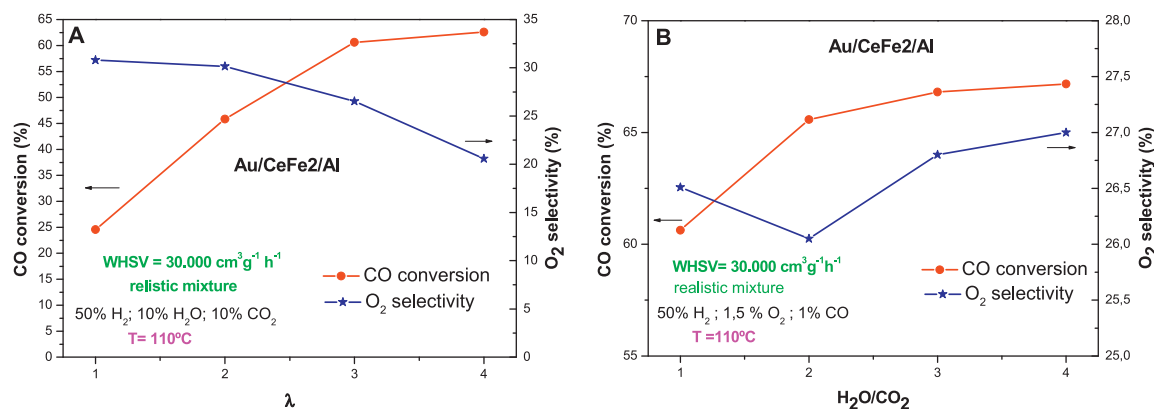 A
Au/CeFe2/Al
WHSV = 30.000 cm³g⁻¹ h⁻¹
relistic mixture
50% H₂; 10% H₂O; 10% CO₂
T= 110ºC
CO conversion
O₂ selectivity
CO conversion (%)
65
60
55
50
45
40
35
30
25
20
15
10
5
0
O₂ selectivity (%)
35
30
25
20
15
10
5
0
1 2 3 4
λ
B
Au/CeFe2/Al
WHSV= 30.000 cm³g⁻¹h⁻¹
realistic mixture
50% H₂ ; 1,5 % O₂ ; 1% CO
T =110ºC
CO conversion
O₂ selectivity
CO conversion (%)
70
65
60
55
O₂ selectivity (%)
28,0
27,5
27,0
26,5
26,0
25,5
25,0
1 2 3 4
H₂O/CO₂